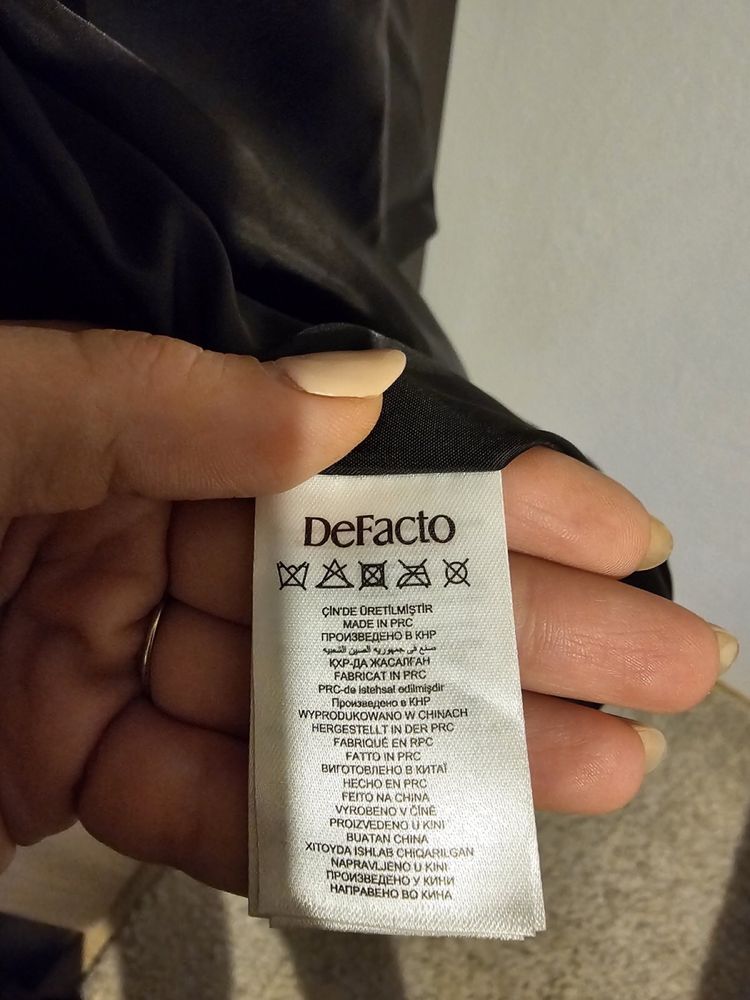 DeFacto
ÇİN'DE ÜRETİLMİŞTİR
MADE IN PRC
ПРОИЗВЕДЕНО В КНР
صنع في جمهوريه الصين الشعبيه
ҚХР-ДА ЖАСАЛҒАН
FABRICAT IN PRC
PRC-de istehsal odilmişdir
Произведено в КНР
WYPRODUKOWANO W CHINACH
HERGESTELLT IN DER PRC
FABRIQUÉ EN RPC
FATTO IN PRC
ВИГОТОВЛЕНО В КИТАЇ
HECHO EN PRC
FEITO NA CHINA
VYROBENO V ČÍNĚ
PROIZVEDENO U KINI
BUATAN CHINA
XITOYDA ISHLAB CHIQARILGAN
NAPRAVLJENO U KINI
ПРОИЗВЕДЕНО У КИНИ
НАПРАВЕНО ВО КИНА